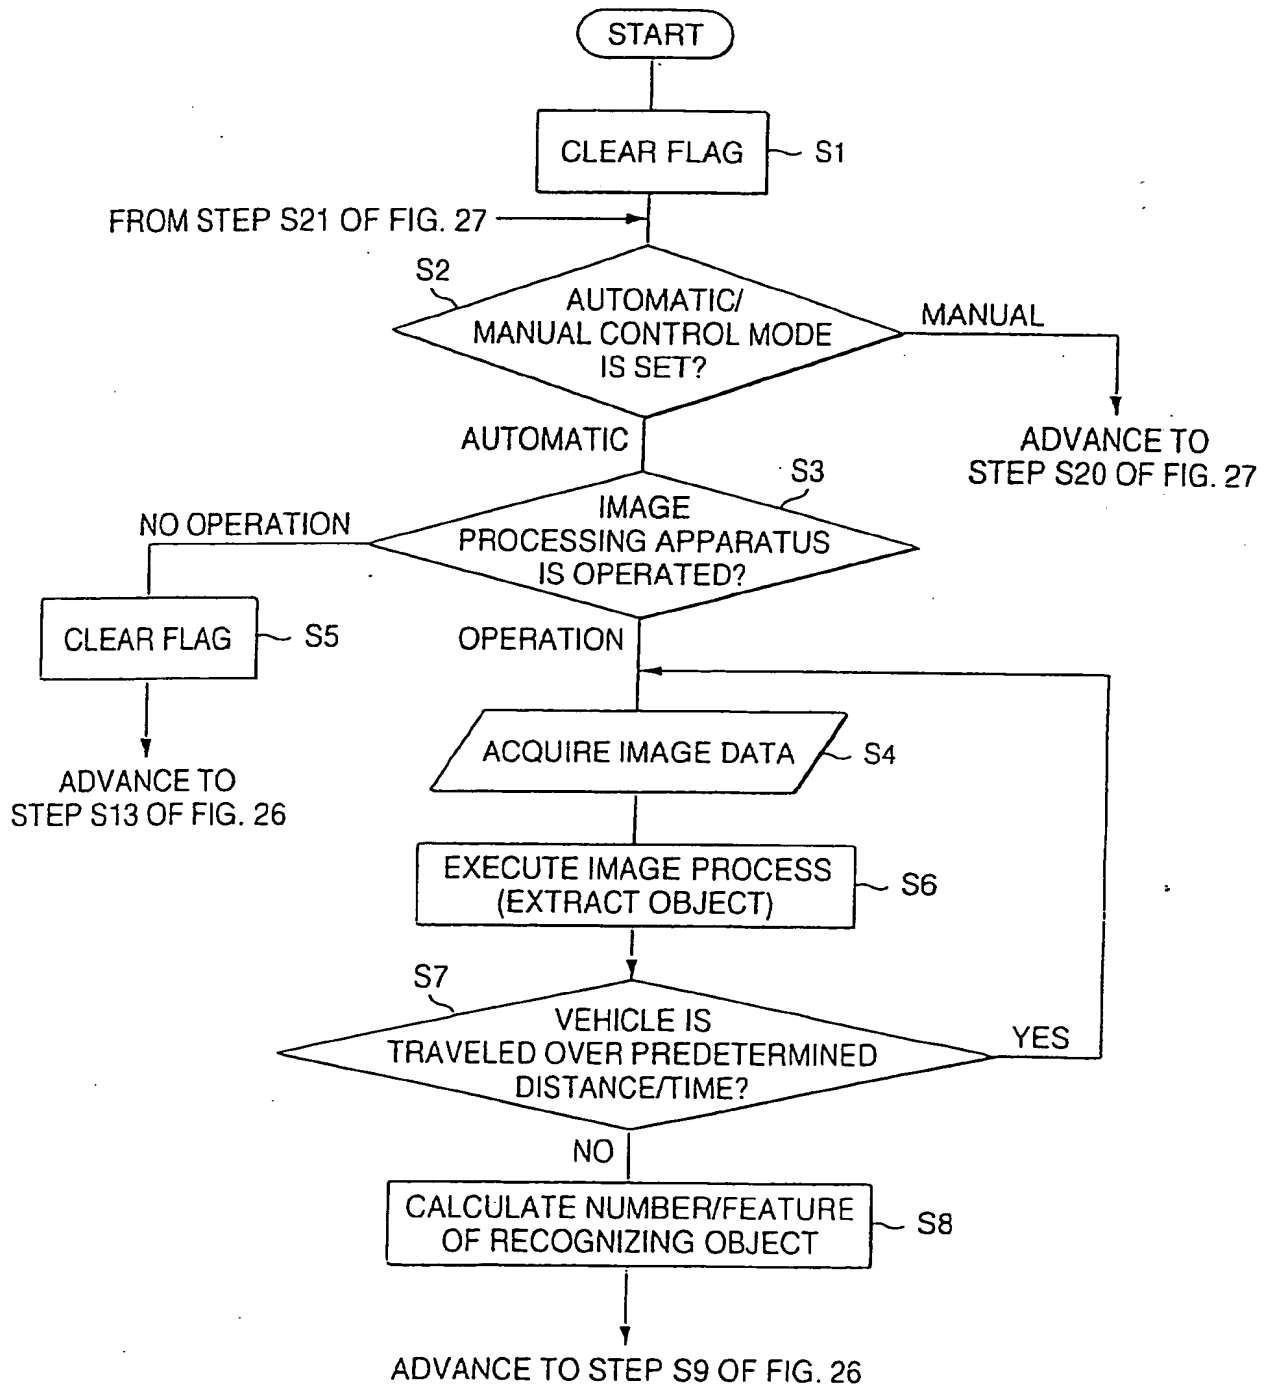 START
CLEAR FLAG
S1
FROM STEP S21 OF FIG. 27
S2
AUTOMATIC/
MANUAL CONTROL MODE
IS SET?
MANUAL
ADVANCE TO
STEP S20 OF FIG. 27
AUTOMATIC
S3
IMAGE
PROCESSING APPARATUS
IS OPERATED?
NO OPERATION
CLEAR FLAG
S5
ADVANCE TO
STEP S13 OF FIG. 26
OPERATION
ACQUIRE IMAGE DATA
S4
EXECUTE IMAGE PROCESS
(EXTRACT OBJECT)
S6
S7
VEHICLE IS
TRAVELED OVER PREDETERMINED
DISTANCE/TIME?
YES
NO
CALCULATE NUMBER/FEATURE
OF RECOGNIZING OBJECT
S8
ADVANCE TO STEP S9 OF FIG. 26